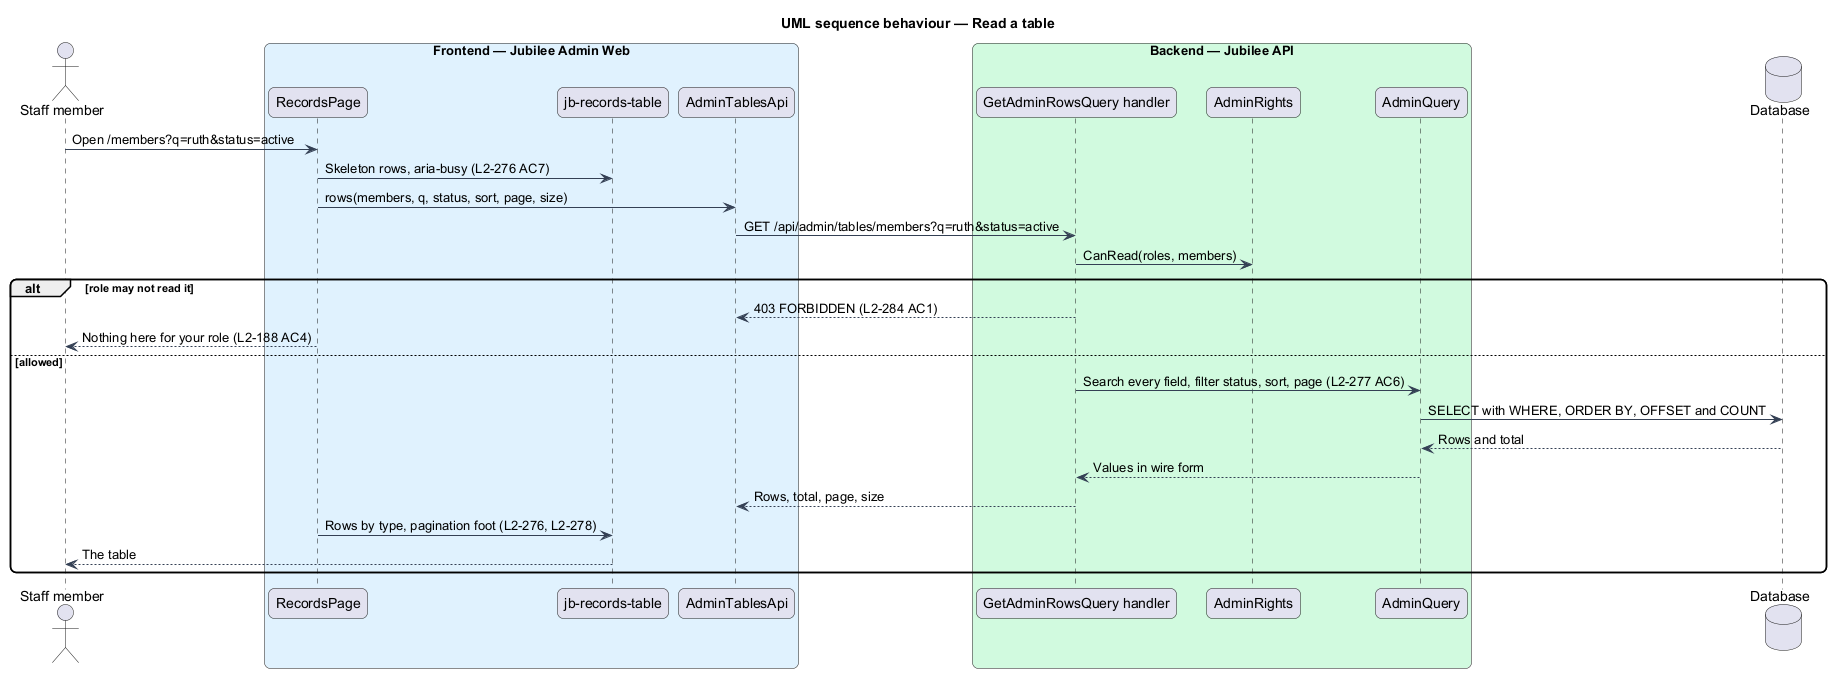 UML sequence behaviour — Read a table
Frontend — Jubilee Admin Web
Backend — Jubilee API
Staff member
RecordsPage
jb-records-table
AdminTablesApi
GetAdminRowsQuery handler
AdminRights
AdminQuery
Database
Open /members?q=ruth&status=active
Skeleton rows, aria-busy (L2-276 AC7)
rows(members, q, status, sort, page, size)
GET /api/admin/tables/members?q=ruth&status=active
CanRead(roles, members)
alt
[role may not read it]
403 FORBIDDEN (L2-284 AC1)
Nothing here for your role (L2-188 AC4)
[allowed]
Search every field, filter status, sort, page (L2-277 AC6)
SELECT with WHERE, ORDER BY, OFFSET and COUNT
Rows and total
Values in wire form
Rows, total, page, size
Rows by type, pagination foot (L2-276, L2-278)
The table
Staff member
RecordsPage
jb-records-table
AdminTablesApi
GetAdminRowsQuery handler
AdminRights
AdminQuery
Database